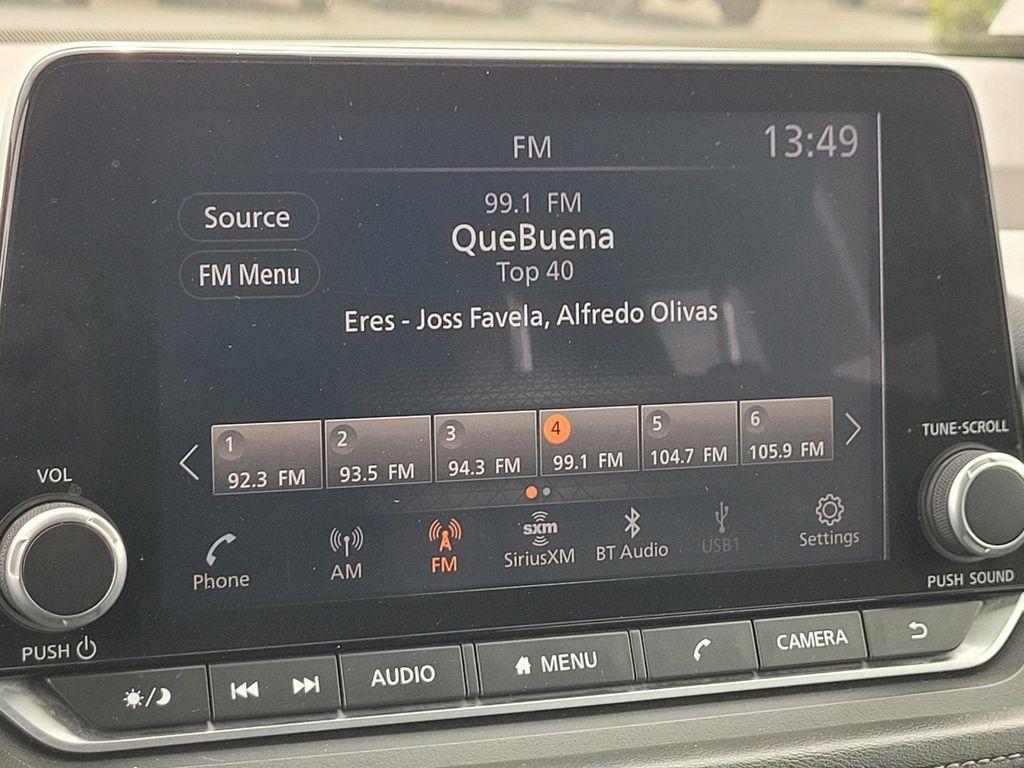 FM
13:49
Source
FM Menu
99.1 FM
QueBuena
Top 40
Eres - Joss Favela, Alfredo Olivas
1 92.3 FM
2 93.5 FM
3 94.3 FM
4 99.1 FM
5 104.7 FM
6 105.9 FM
Phone
AM
FM
sxm
SiriusXM
BT Audio
USB1
Settings
VOL
PUSH
TUNE·SCROLL
PUSH SOUND
AUDIO
MENU
CAMERA